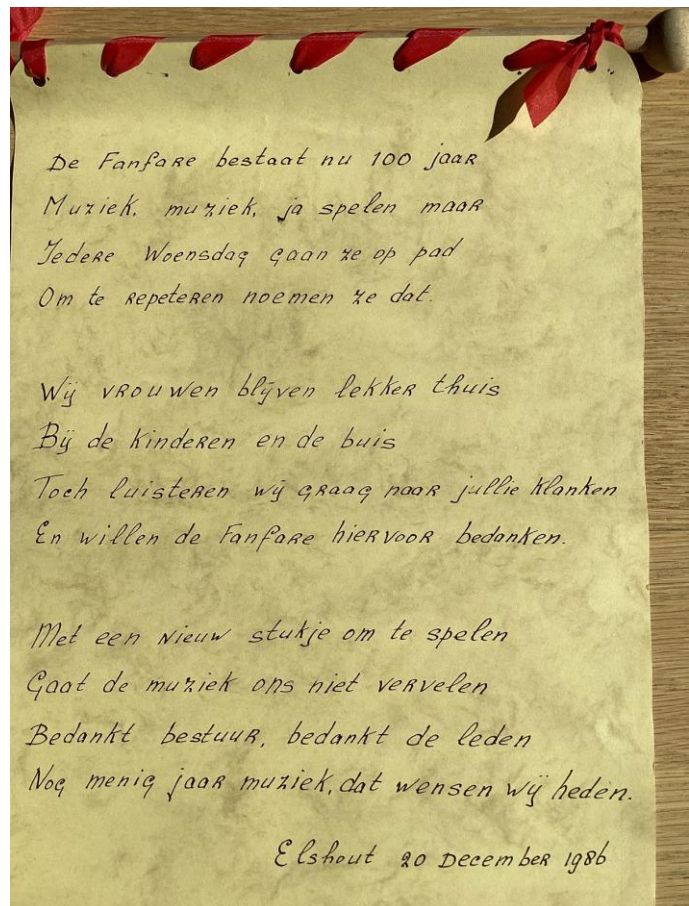 De Fanfare bestaat nu 100 jaar
Muziek, muziek, ja spelen maar
Iedere Woensdag gaan ze op pad
Om te repeteren noemen ze dat.
Wij vrouwen blijven lekker thuis
Bij de kinderen en de buis
Toch luisteren wij graag naar jullie klanken
En willen de Fanfare hiervoor bedanken.
Met een nieuw stukje om te spelen
Gaat de muziek ons niet vervelen
Bedankt bestuur, bedankt de leden
Nog menig jaar muziek, dat wensen wij heden.
Elshout 20 December 1986